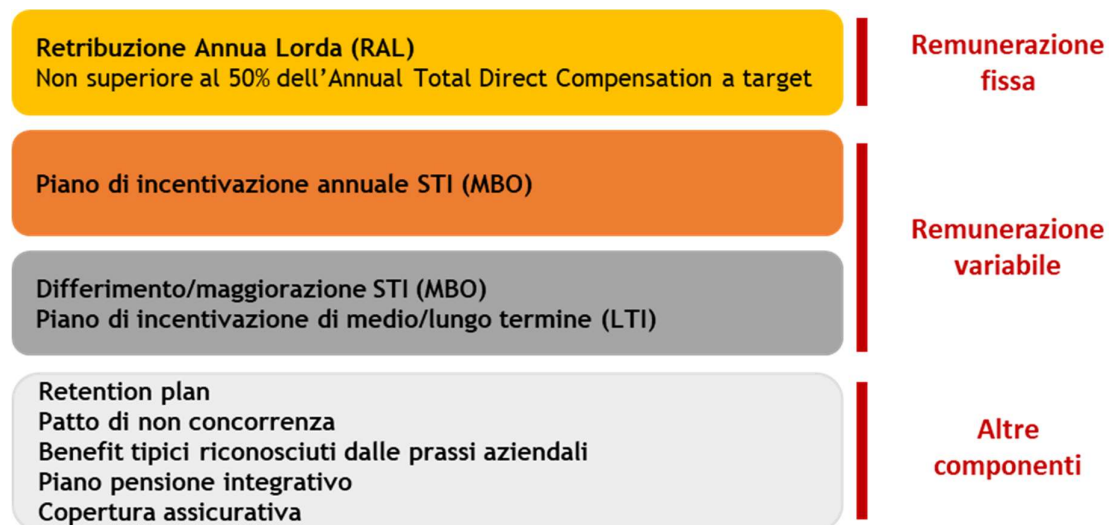 Retribuzione Annua Lorda (RAL)
Non superiore al 50% dell'Annual Total Direct Compensation a target
Remunerazione
fissa
Piano di incentivazione annuale STI (MBO)
Differimento/maggiorazione STI (MBO)
Piano di incentivazione di medio/lungo termine (LTI)
Remunerazione
variabile
Retention plan
Patto di non concorrenza
Benefit tipici riconosciuti dalle prassi aziendali
Piano pensione integrativo
Copertura assicurativa
Altre
componenti